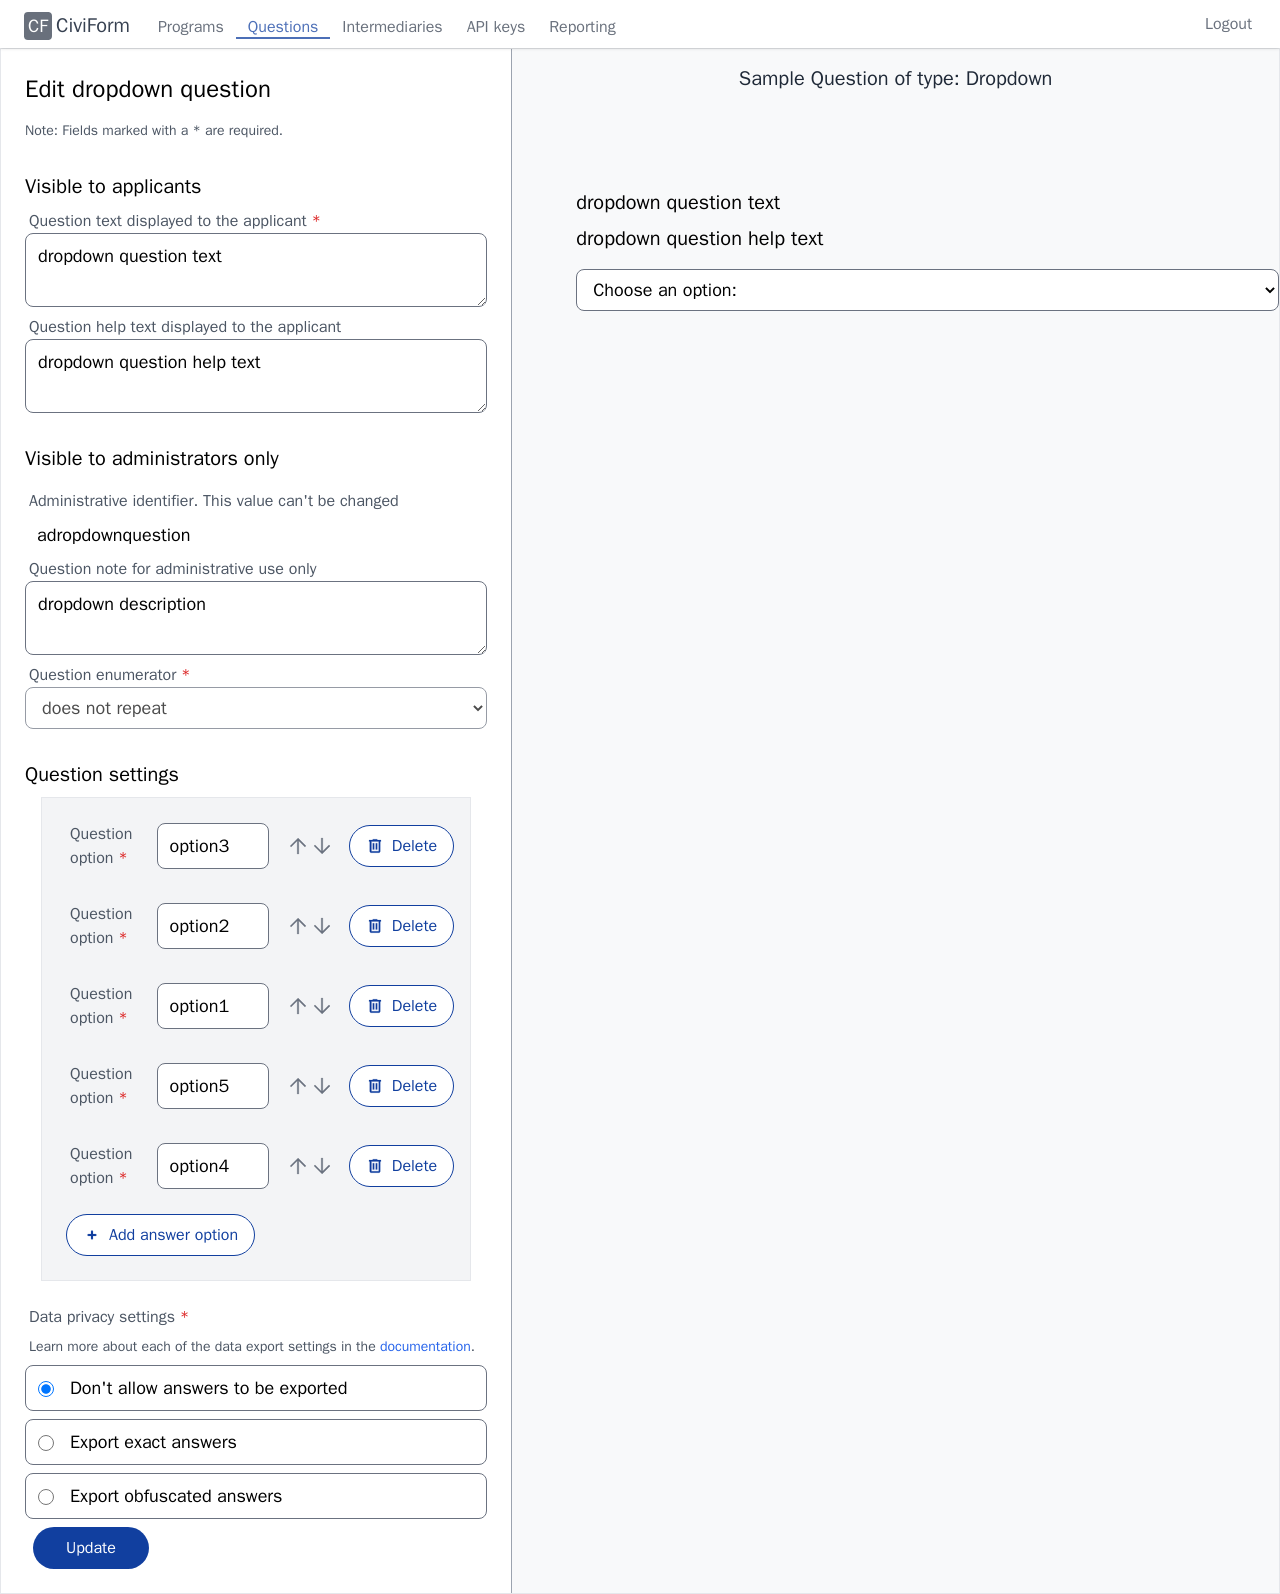 CF CiviForm Programs Questions Intermediaries API keys Reporting Logout
Edit dropdown question
Note: Fields marked with a * are required.
Visible to applicants
Question text displayed to the applicant *
dropdown question text
Question help text displayed to the applicant
dropdown question help text
Visible to administrators only
Administrative identifier. This value can't be changed
adropdownquestion
Question note for administrative use only
dropdown description
Question enumerator *
does not repeat
Question settings
Question
option *
option3
Delete
Question
option *
option2
Delete
Question
option *
option1
Delete
Question
option *
option5
Delete
Question
option *
option4
Delete
+ Add answer option
Data privacy settings *
Learn more about each of the data export settings in the documentation.
Don't allow answers to be exported
Export exact answers
Export obfuscated answers
Update
Sample Question of type: Dropdown
dropdown question text
dropdown question help text
Choose an option: